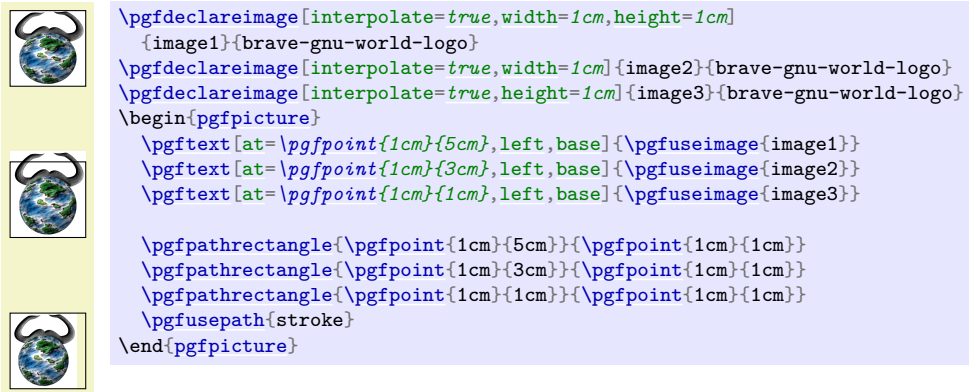 \pgfdeclareimage[interpolate=true,width=1cm,height=1cm]
{image1}{brave-gnu-world-logo}
\pgfdeclareimage[interpolate=true,width=1cm]{image2}{brave-gnu-world-logo}
\pgfdeclareimage[interpolate=true,height=1cm]{image3}{brave-gnu-world-logo}
\begin{pgfpicture}
\pgftext[at=\pgfpoint{1cm}{5cm},left,base]{\pgfuseimage{image1}}
\pgftext[at=\pgfpoint{1cm}{3cm},left,base]{\pgfuseimage{image2}}
\pgftext[at=\pgfpoint{1cm}{1cm},left,base]{\pgfuseimage{image3}}
\pgfpathrectangle{\pgfpoint{1cm}{5cm}}{\pgfpoint{1cm}{1cm}}
\pgfpathrectangle{\pgfpoint{1cm}{3cm}}{\pgfpoint{1cm}{1cm}}
\pgfpathrectangle{\pgfpoint{1cm}{1cm}}{\pgfpoint{1cm}{1cm}}
\pgfusepath{stroke}
\end{pgfpicture}